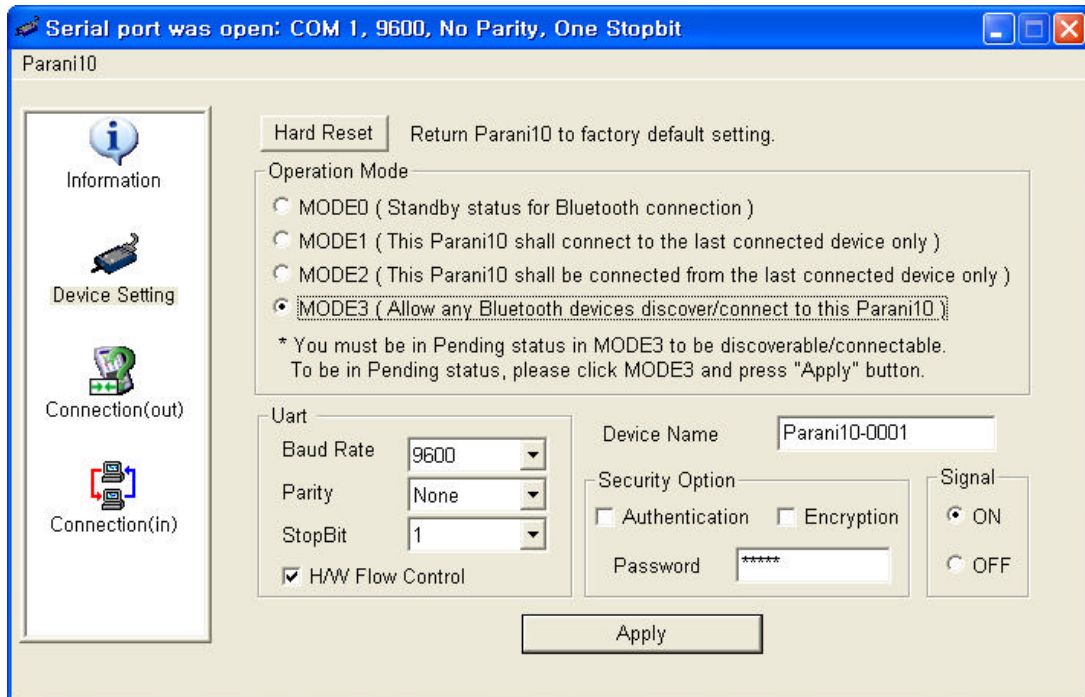 Serial port was open: COM 1, 9600, No Parity, One Stopbit
Parani10
Information
Device Setting
Connection(out)
Connection(in)
Hard Reset
Return Parani10 to factory default setting.
Operation Mode
MODE0 ( Standby status for Bluetooth connection )
MODE1 ( This Parani10 shall connect to the last connected device only )
MODE2 ( This Parani10 shall be connected from the last connected device only )
MODE3 ( Allow any Bluetooth devices discover/connect to this Parani10 )
* You must be in Pending status in MODE3 to be discoverable/connectable.
To be in Pending status, please click MODE3 and press "Apply" button.
Uart
Baud Rate 9600
Parity None
StopBit 1
H/W Flow Control
Device Name Parani10-0001
Security Option
Authentication Encryption
Password *****
Signal
ON
OFF
Apply